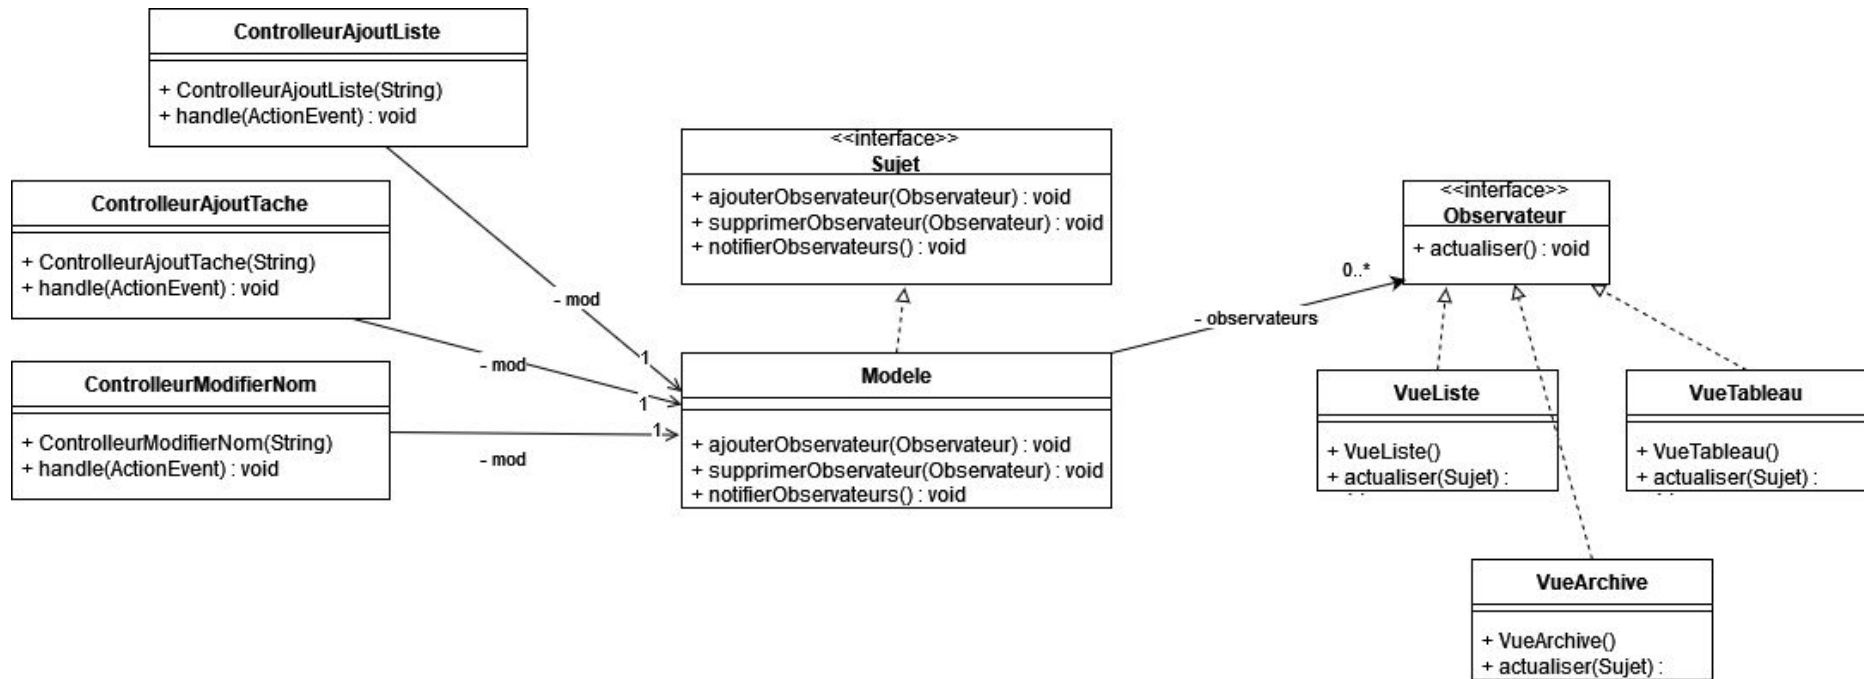 ControlleurAjoutListe
+ ControlleurAjoutListe(String)
+ handle(ActionEvent) : void
ControlleurAjoutTache
+ ControlleurAjoutTache(String)
+ handle(ActionEvent) : void
ControlleurModifierNom
+ ControlleurModifierNom(String)
+ handle(ActionEvent) : void
- mod
1
- mod
1
- mod
1
<<interface>>
Sujet
+ ajouterObservateur(Observateur) : void
+ supprimerObservateur(Observateur) : void
+ notifierObservateurs() : void
Modele
+ ajouterObservateur(Observateur) : void
+ supprimerObservateur(Observateur) : void
+ notifierObservateurs() : void
- observateurs
0..*
<<interface>>
Observateur
+ actualiser() : void
VueListe
+ VueListe()
+ actualiser(Sujet) :
VueTableau
+ VueTableau()
+ actualiser(Sujet) :
VueArchive
+ VueArchive()
+ actualiser(Sujet) :